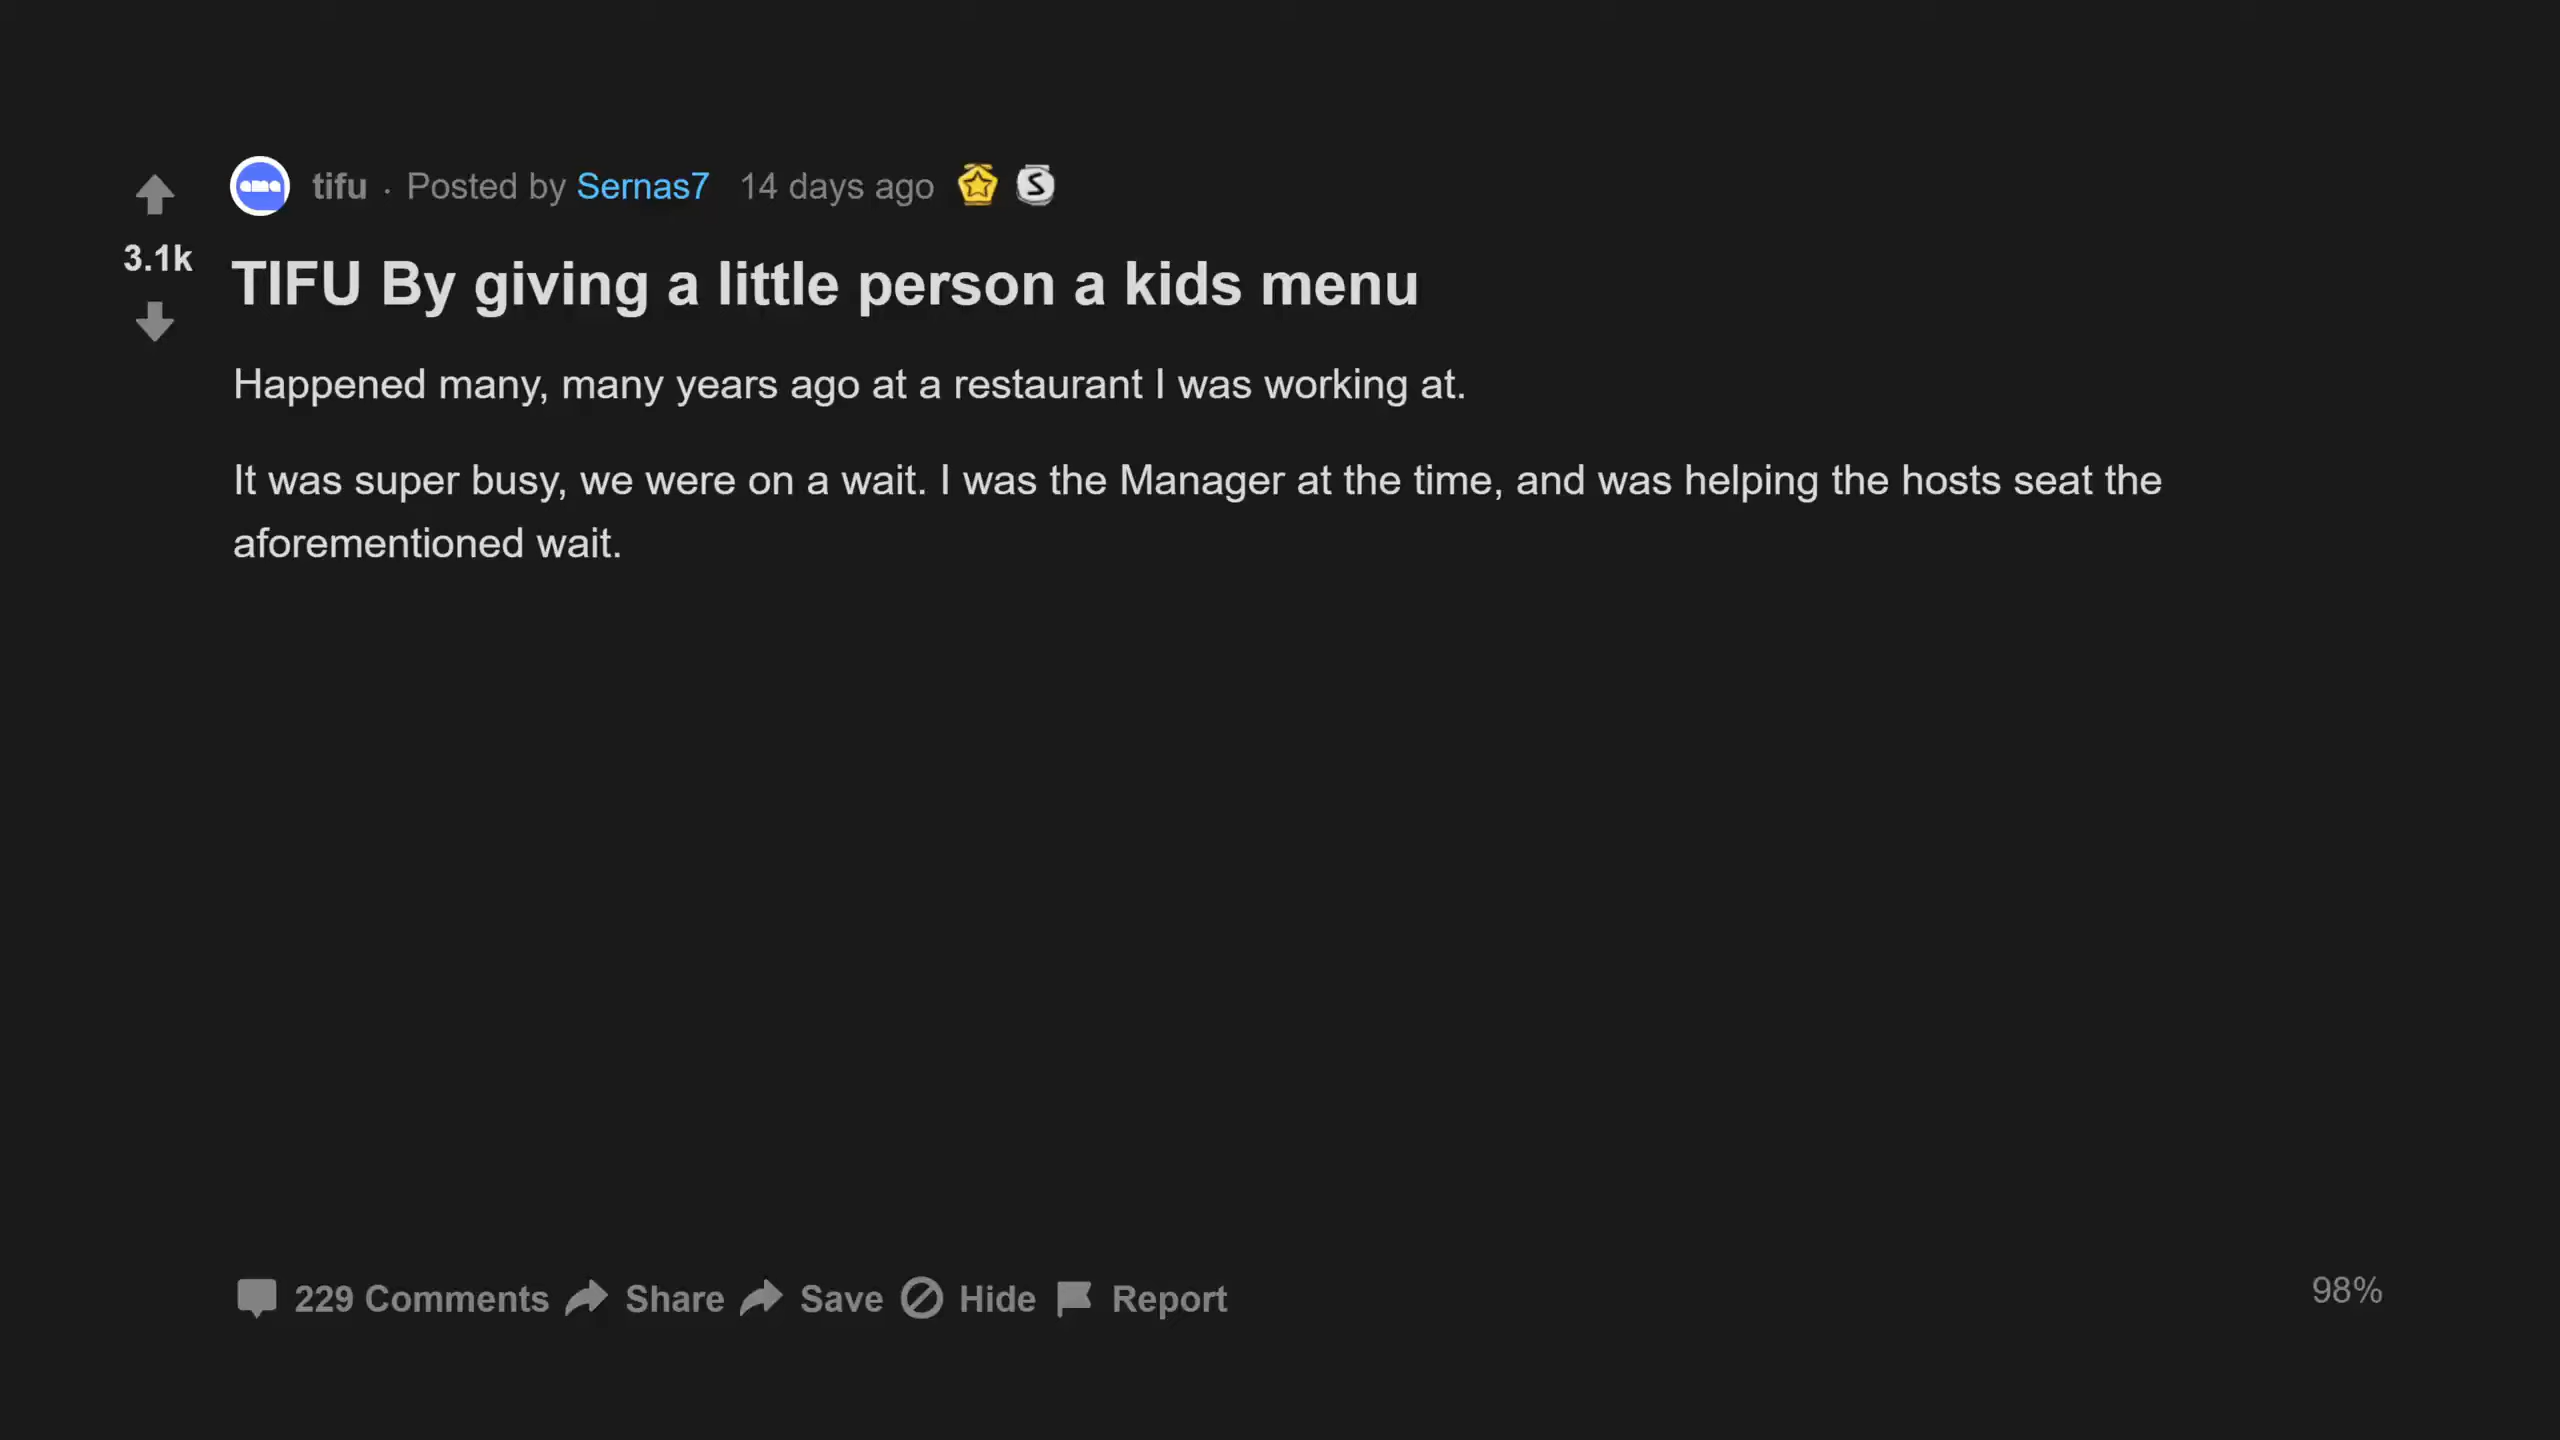 tifu · Posted by Sernas7 14 days ago
3.1k
TIFU By giving a little person a kids menu
Happened many, many years ago at a restaurant I was working at.
It was super busy, we were on a wait. I was the Manager at the time, and was helping the hosts seat the
aforementioned wait.
229 Comments Share Save Hide Report
98%